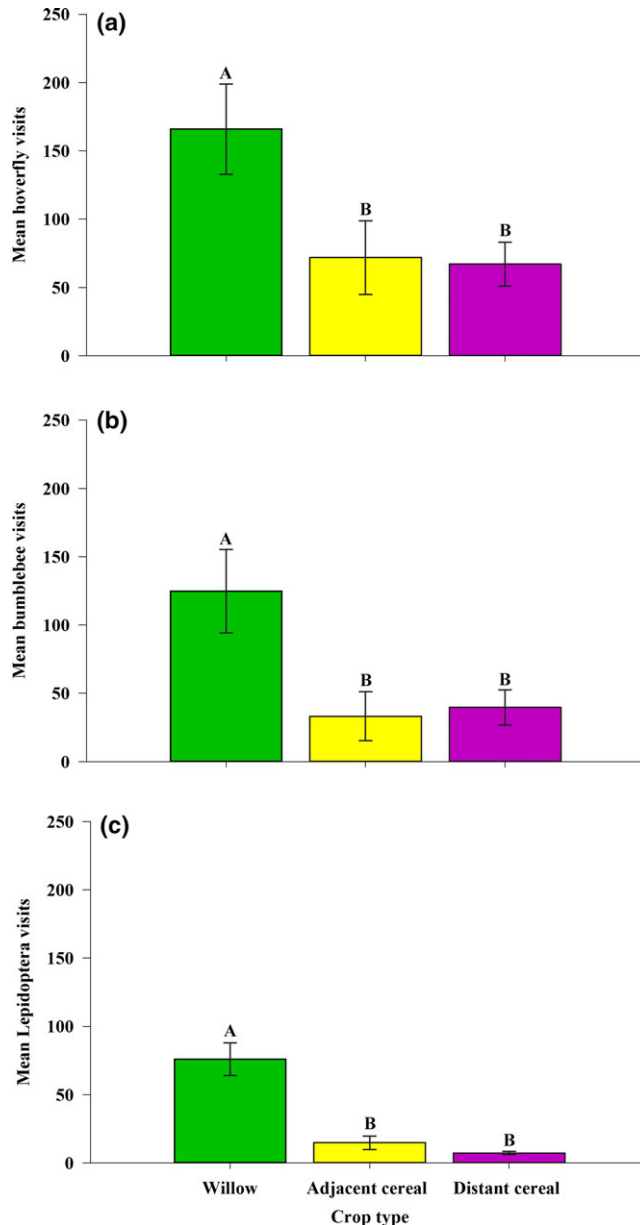 (a)
Mean hoverfly visits
250
200
150
100
50
0
A
B
B
(b)
Mean bumblebee visits
250
200
150
100
50
0
A
B
B
(c)
Mean Lepidoptera visits
250
200
150
100
50
0
A
B
B
Willow Adjacent cereal Distant cereal
Crop type